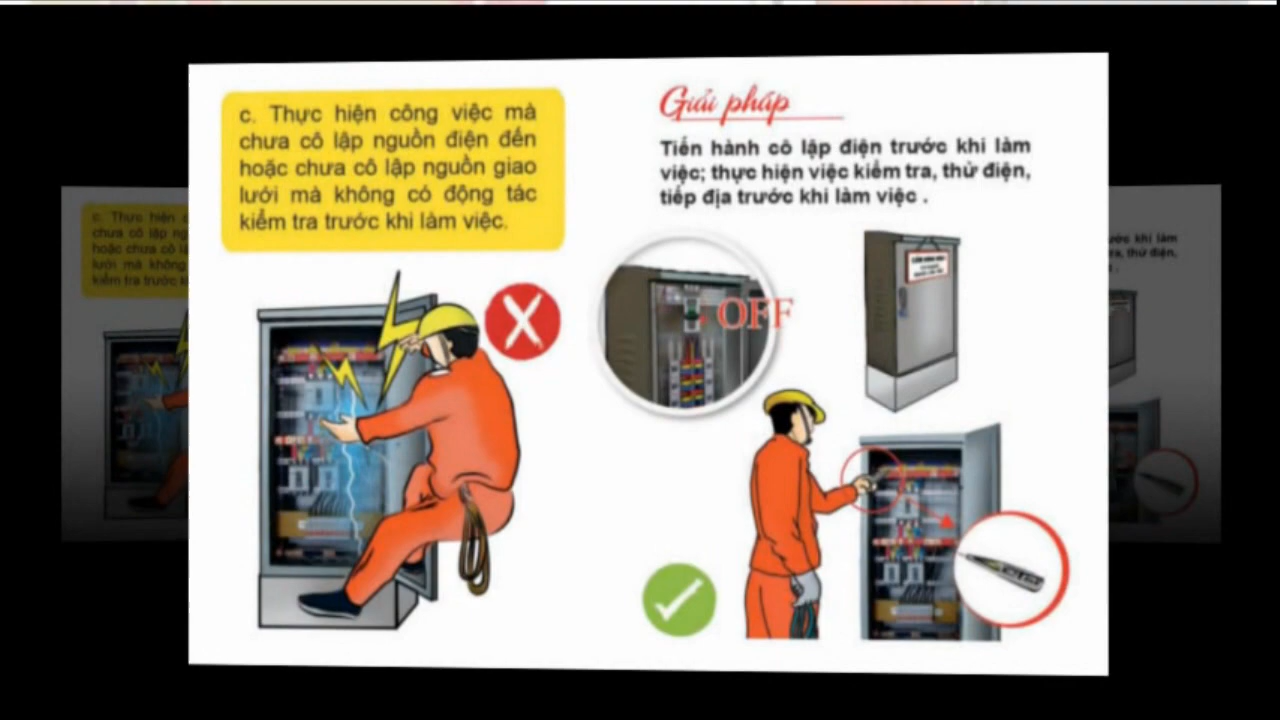 c. Thực hiện công việc mà
chưa cô lập nguồn điện đến
hoặc chưa cô lập nguồn giao
lưới mà không có động tác
kiểm tra trước khi làm việc.
Giải pháp
Tiến hành cô lập điện trước khi làm
việc; thực hiện việc kiểm tra, thử điện,
tiếp địa trước khi làm việc .
OFF